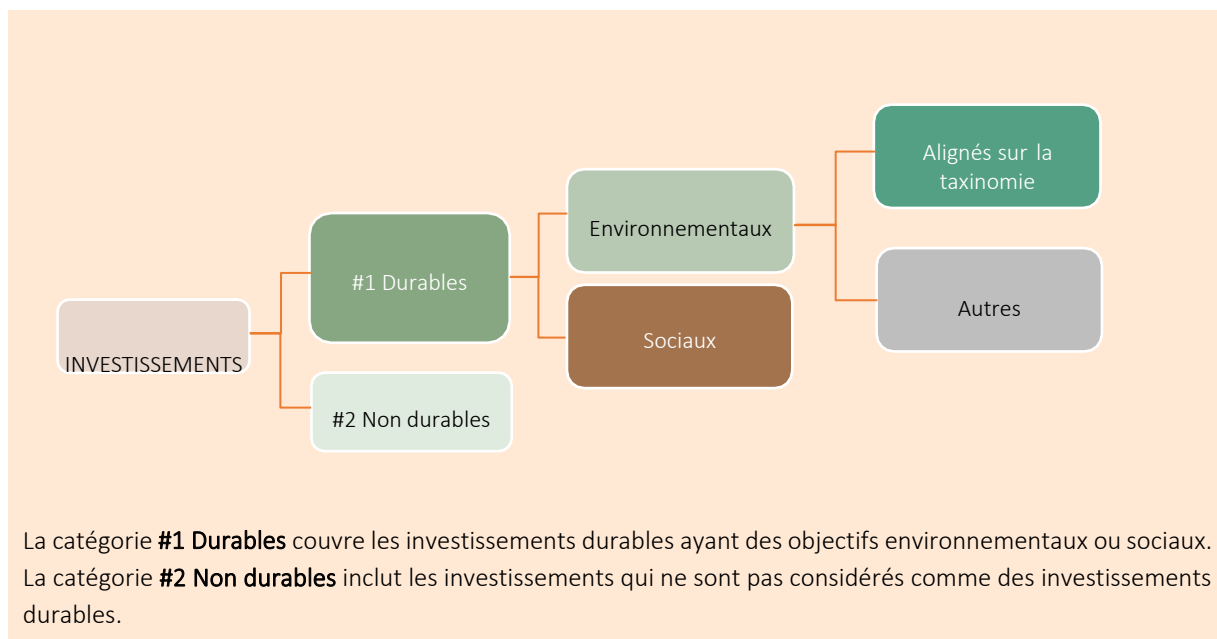 Alignés sur la
taxinomie
Environnementaux
#1 Durables
Autres
Sociaux
INVESTISSEMENTS
#2 Non durables
La catégorie #1 Durables couvre les investissements durables ayant des objectifs environnementaux ou sociaux.
La catégorie #2 Non durables inclut les investissements qui ne sont pas considérés comme des investissements
durables.